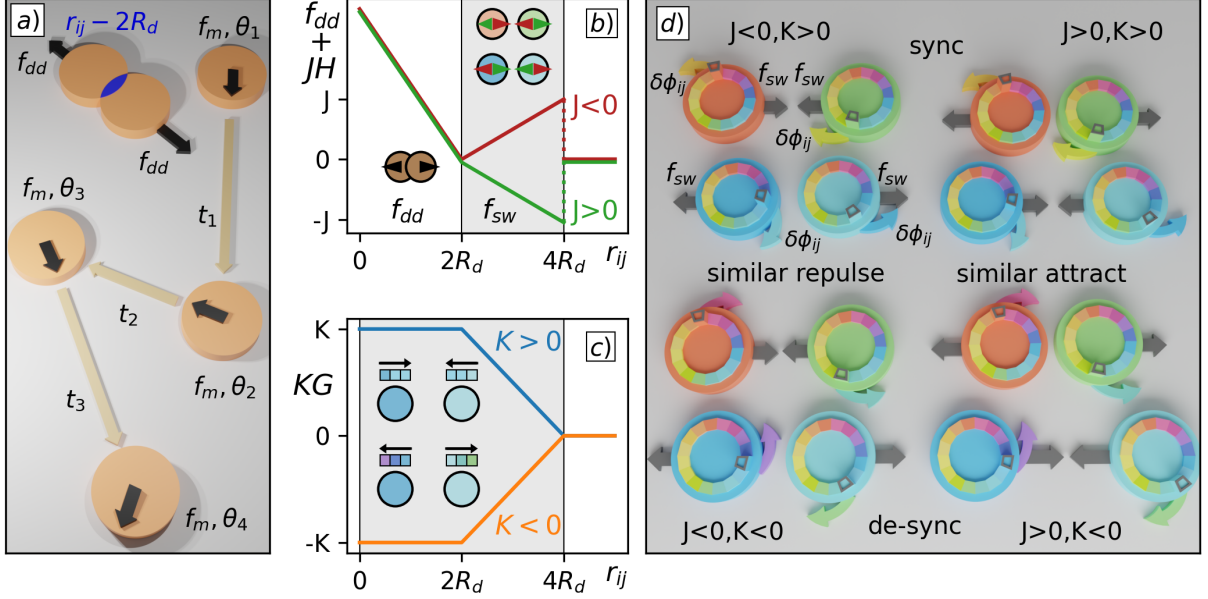 a)
r_ij − 2R_d
f_dd
f_dd
f_m, θ_1
t_1
f_m, θ_3
t_2
t_3
f_m, θ_2
f_m, θ_4
b)
f_dd
+
JH
J
0
-J
J<0
J>0
f_dd
f_sw
0
2R_d
4R_d
r_ij
c)
KG
K
0
-K
K > 0
K < 0
0
2R_d
4R_d
r_ij
d)
J<0,K>0
sync
J>0,K>0
δϕ_ij
f_sw f_sw
δϕ_ij
f_sw
f_sw
δϕ_ij
δϕ_ij
similar repulse
similar attract
J<0,K<0
de-sync
J>0,K<0